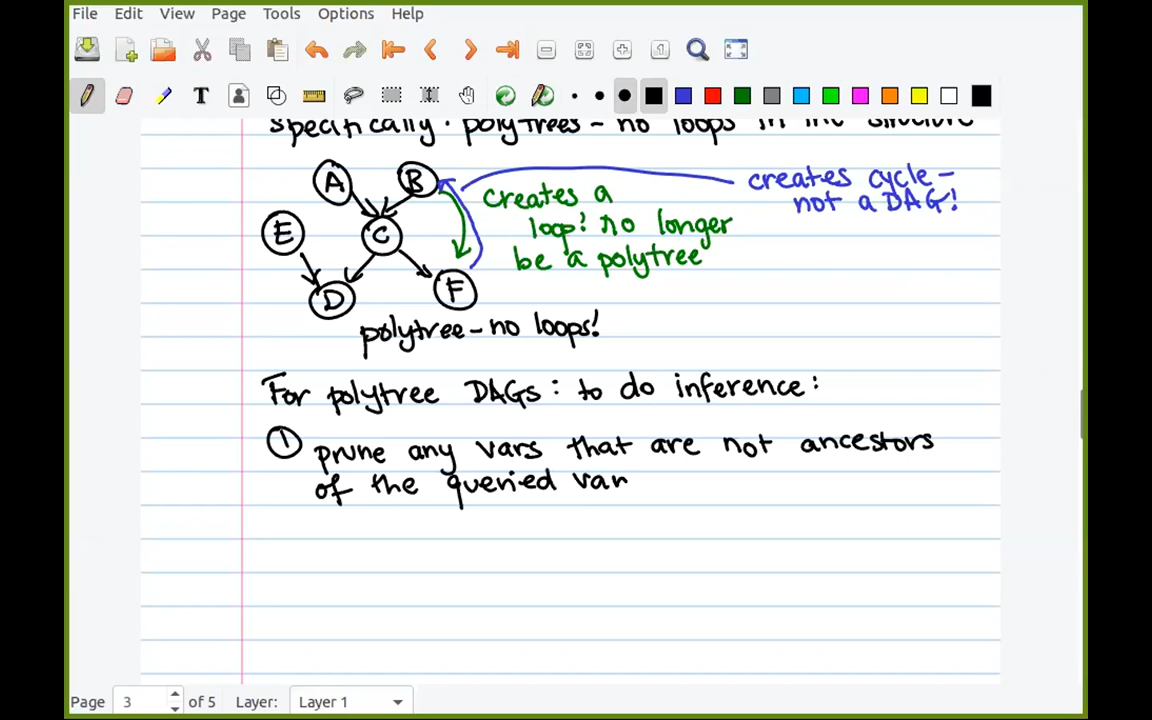 File Edit View Page Tools Options Help
T
specifically: polytrees - no loops in the structure
A
B
creates cycle -
not a DAG!
creates a
loop! no longer
be a polytree
E
C
D
F
polytree - no loops!
For polytree DAGs: to do inference:
① prune any vars that are not ancestors
of the queried var
Page 3 of 5 Layer: Layer 1